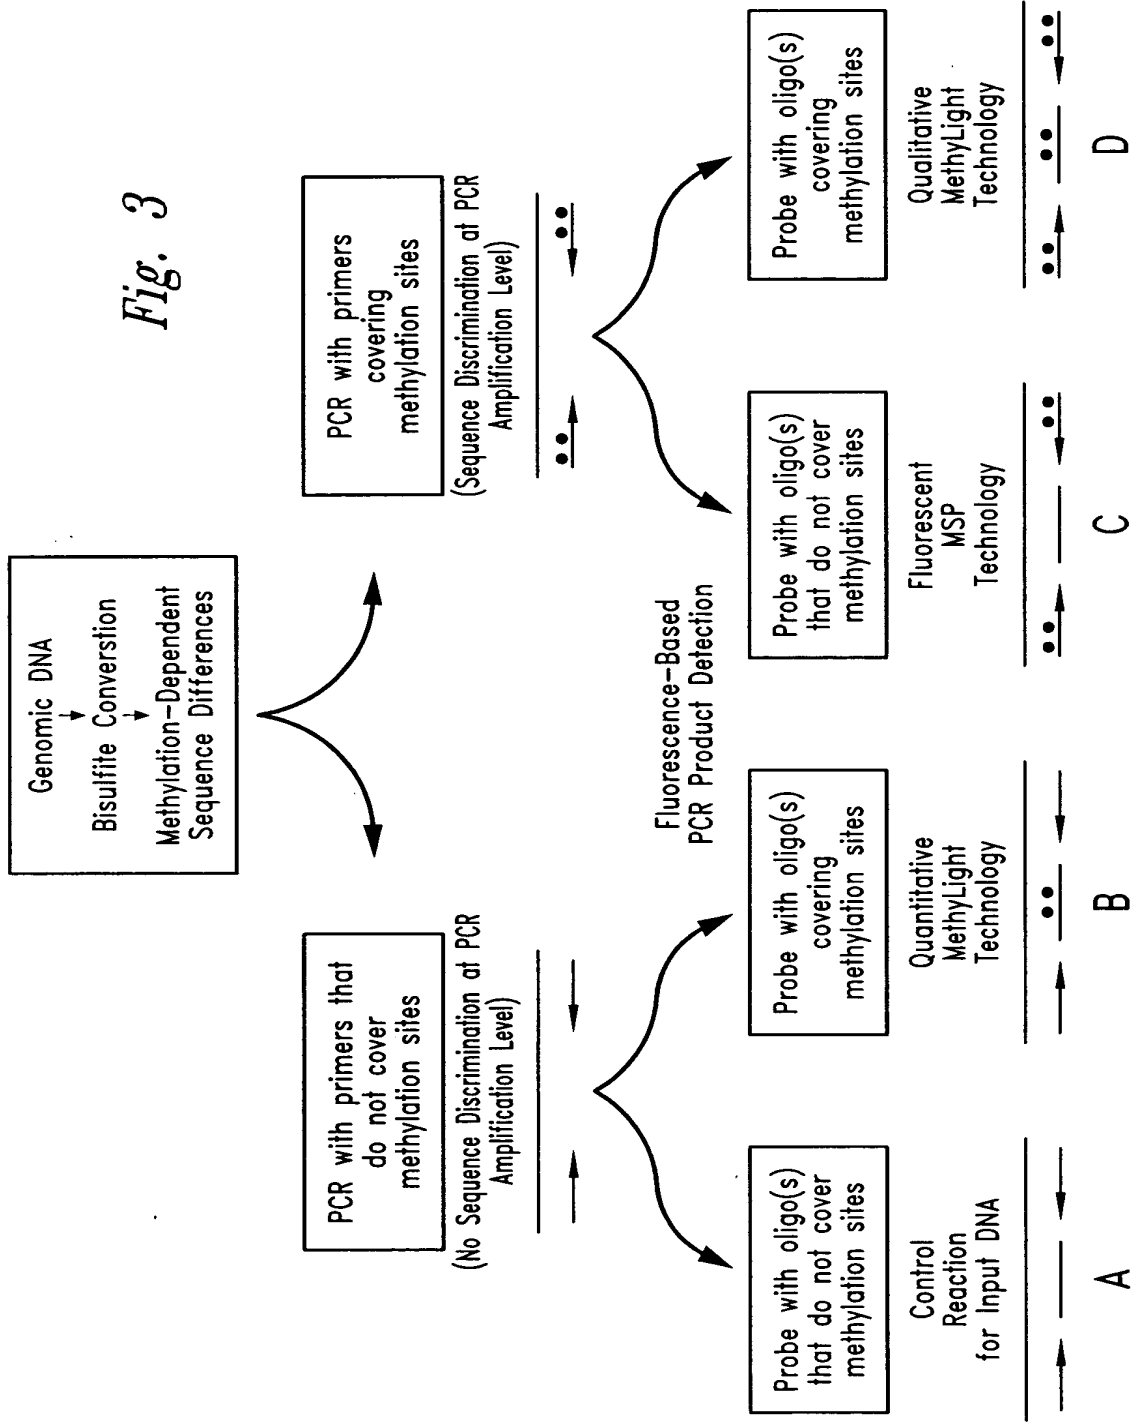 Fig. 3
Genomic DNA
Bisulfite Converstion
Methylation-Dependent
Sequence Differences
PCR with primers that
do not cover
methylation sites
(No Sequence Discrimination at PCR
Amplification Level)
PCR with primers
covering
methylation sites
(Sequence Discrimination at PCR
Amplification Level)
Fluorescence-Based
PCR Product Detection
Probe with oligo(s)
that do not cover
methylation sites
Control
Reaction
for Input DNA
A
Probe with oligo(s)
covering
methylation sites
Quantitative
MethyLight
Technology
B
Probe with oligo(s)
that do not cover
methylation sites
Fluorescent
MSP
Technology
C
Probe with oligo(s)
covering
methylation sites
Qualitative
MethyLight
Technology
D